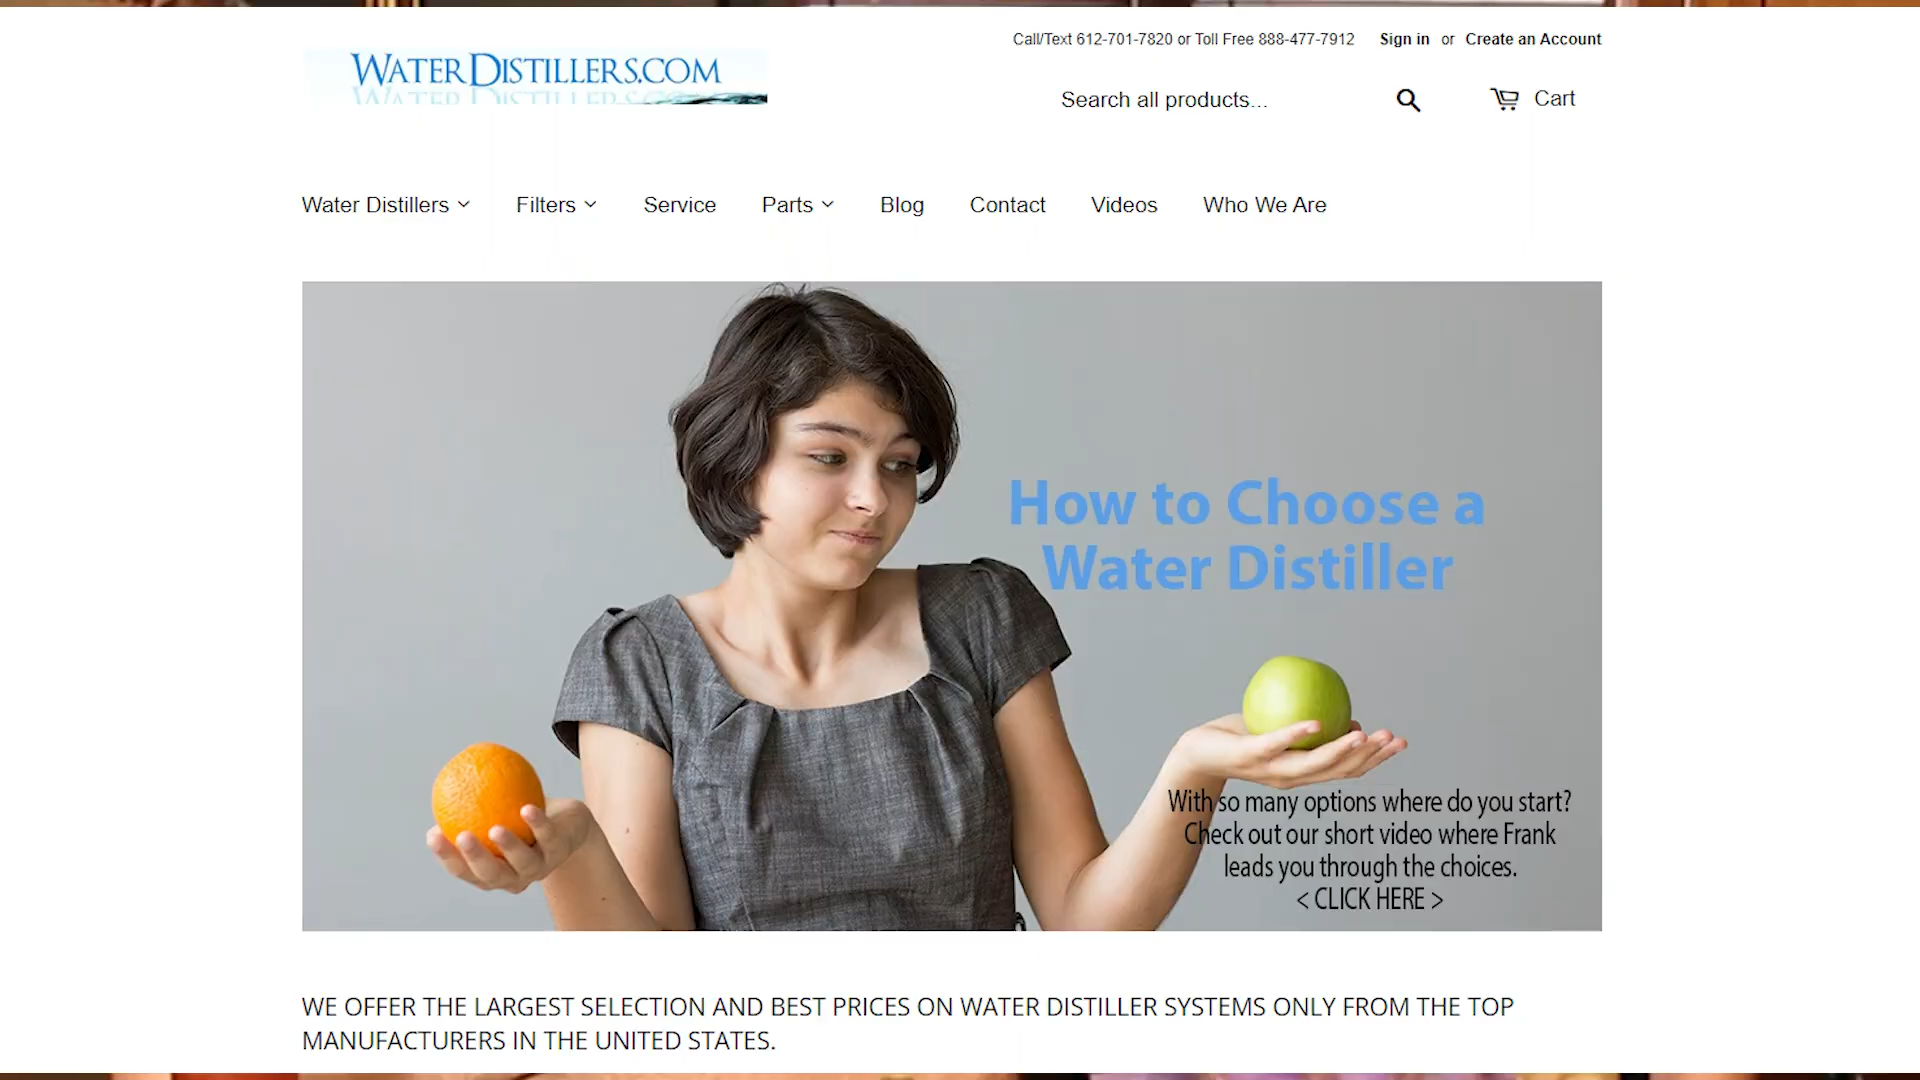 WATERDISTILLERS.COM
Call/Text 612-701-7820 or Toll Free 888-477-7912 Sign in or Create an Account
Search all products...
Cart
Water Distillers Filters Service Parts Blog Contact Videos Who We Are
How to Choose a
Water Distiller
With so many options where do you start?
Check out our short video where Frank
leads you through the choices.
< CLICK HERE >
WE OFFER THE LARGEST SELECTION AND BEST PRICES ON WATER DISTILLER SYSTEMS ONLY FROM THE TOP
MANUFACTURERS IN THE UNITED STATES.